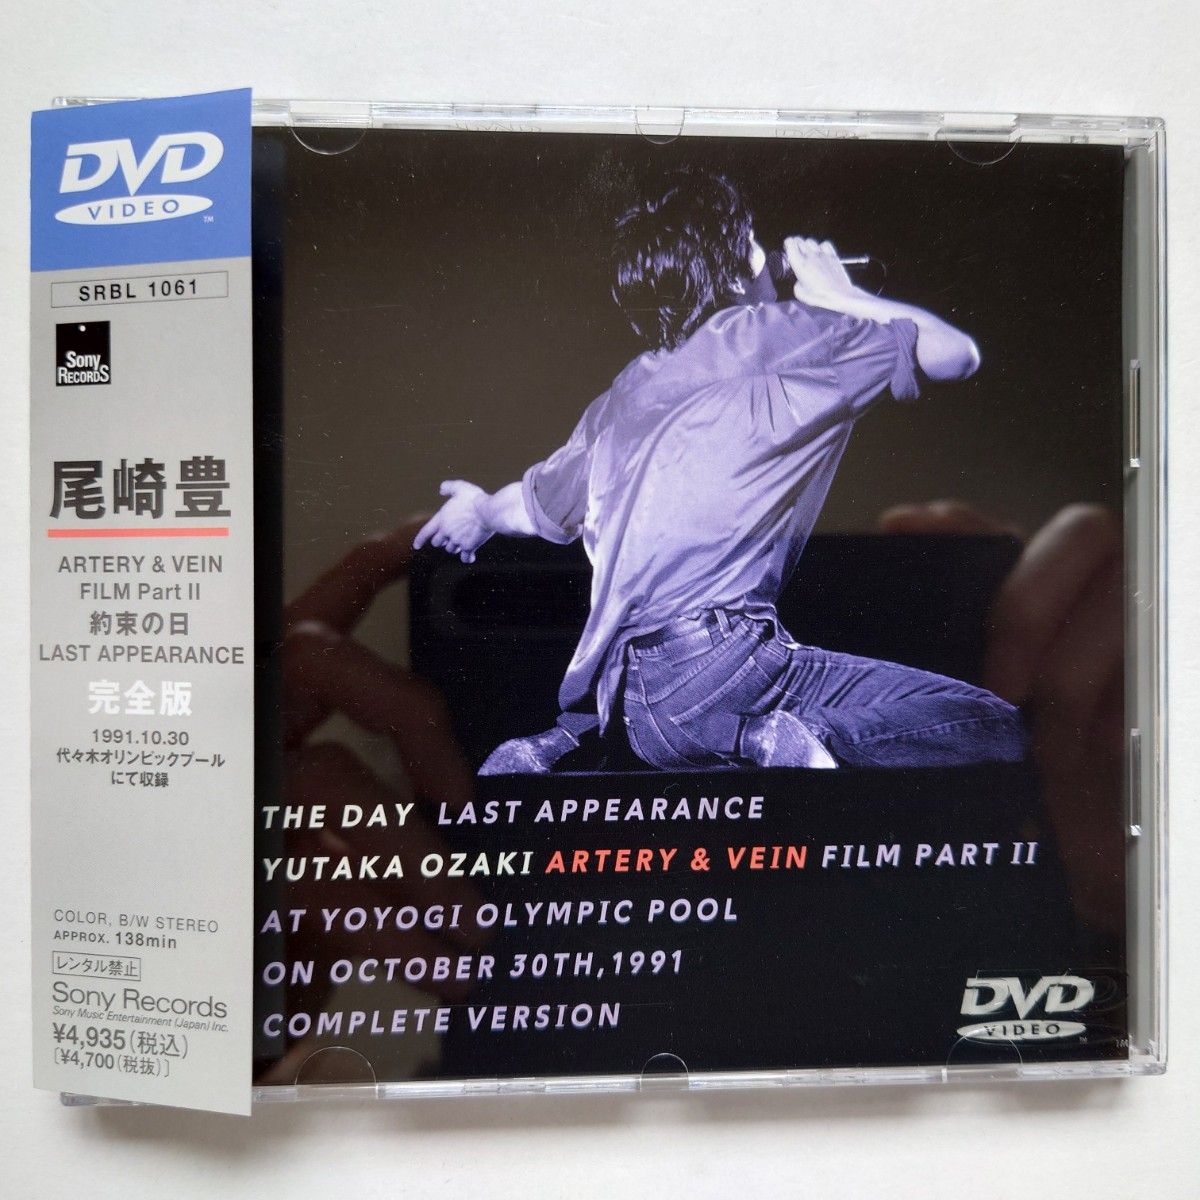 DVD
VIDEO
TM
SRBL 1061
Sony
RECORDS
尾崎豊
ARTERY & VEIN
FILM Part II
約束の日
LAST APPEARANCE
完全版
1991.10.30
代々木オリンピックプール
にて収録
COLOR, B/W STEREO
APPROX. 138min
レンタル禁止
Sony Records
Sony Music Entertainment (Japan) Inc.
¥4,935(税込)
[¥4,700(税抜)]
THE DAY LAST APPEARANCE
YUTAKA OZAKI ARTERY & VEIN FILM PART II
AT YOYOGI OLYMPIC POOL
ON OCTOBER 30TH,1991
COMPLETE VERSION
DVD
VIDEO
TM